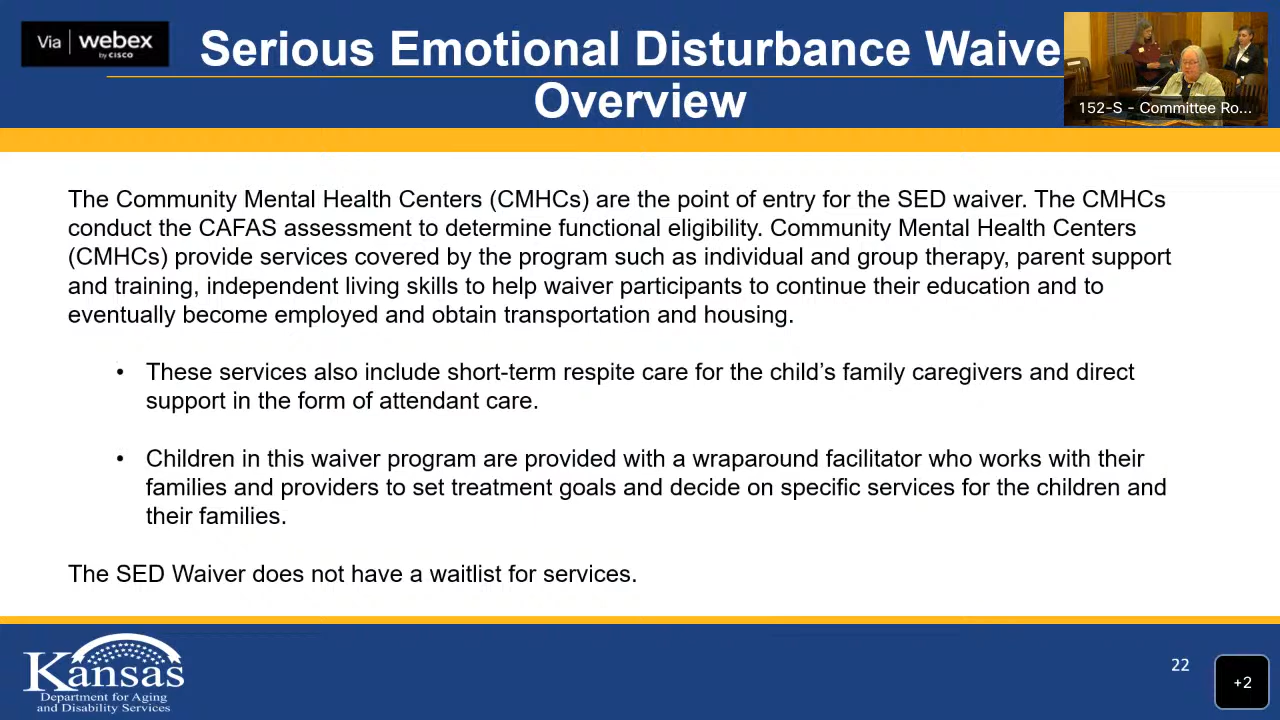 Via | webex
by CISCO
Serious Emotional Disturbance Waive
Overview
152-S - Committee Ro...
The Community Mental Health Centers (CMHCs) are the point of entry for the SED waiver. The CMHCs
conduct the CAFAS assessment to determine functional eligibility. Community Mental Health Centers
(CMHCs) provide services covered by the program such as individual and group therapy, parent support
and training, independent living skills to help waiver participants to continue their education and to
eventually become employed and obtain transportation and housing.
• These services also include short-term respite care for the child’s family caregivers and direct
support in the form of attendant care.
• Children in this waiver program are provided with a wraparound facilitator who works with their
families and providers to set treatment goals and decide on specific services for the children and
their families.
The SED Waiver does not have a waitlist for services.
Kansas
Department for Aging
and Disability Services
22
+2